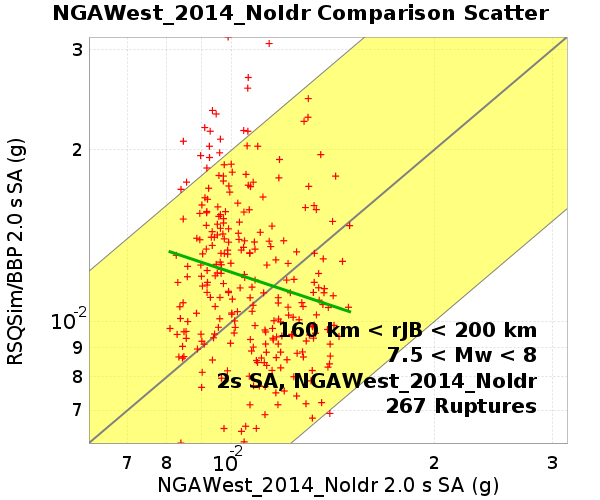 NGAWest_2014_NoIdr Comparison Scatter
RSQSim/BBP 2.0 s SA (g)
3
2
10-2
9
8
7
160 km < rJB < 200 km
7.5 < Mw < 8
2s SA, NGAWest_2014_NoIdr
267 Ruptures
7 8 10-2 2 3
NGAWest_2014_NoIdr 2.0 s SA (g)